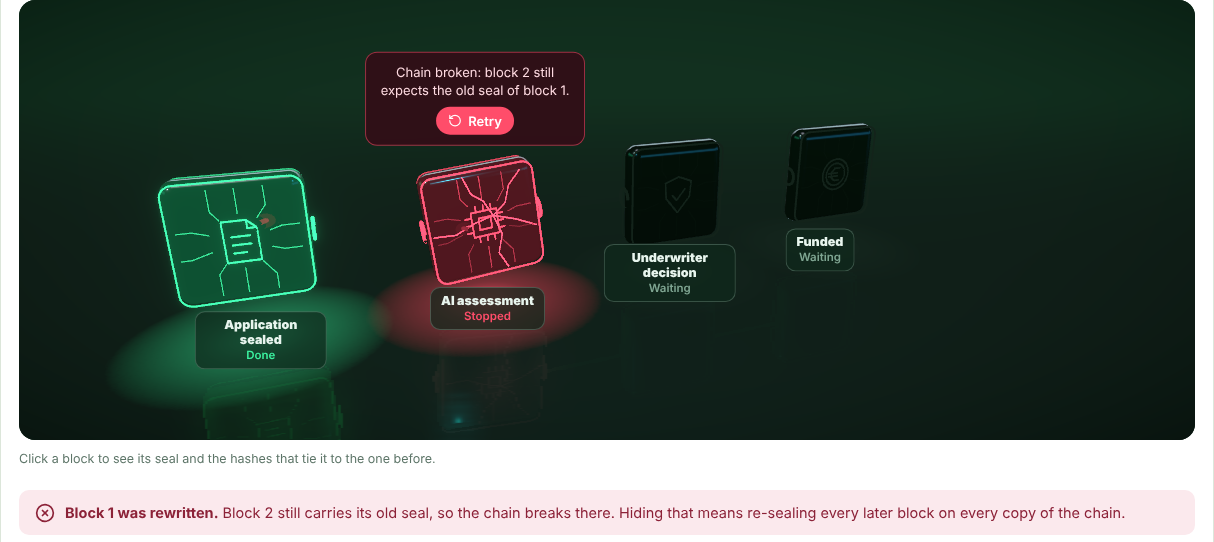 Chain broken: block 2 still
expects the old seal of block 1.
Retry
Application
sealed
Done
AI assessment
Stopped
Underwriter
decision
Waiting
Funded
Waiting
Click a block to see its seal and the hashes that tie it to the one before.
Block 1 was rewritten. Block 2 still carries its old seal, so the chain breaks there. Hiding that means re-sealing every later block on every copy of the chain.